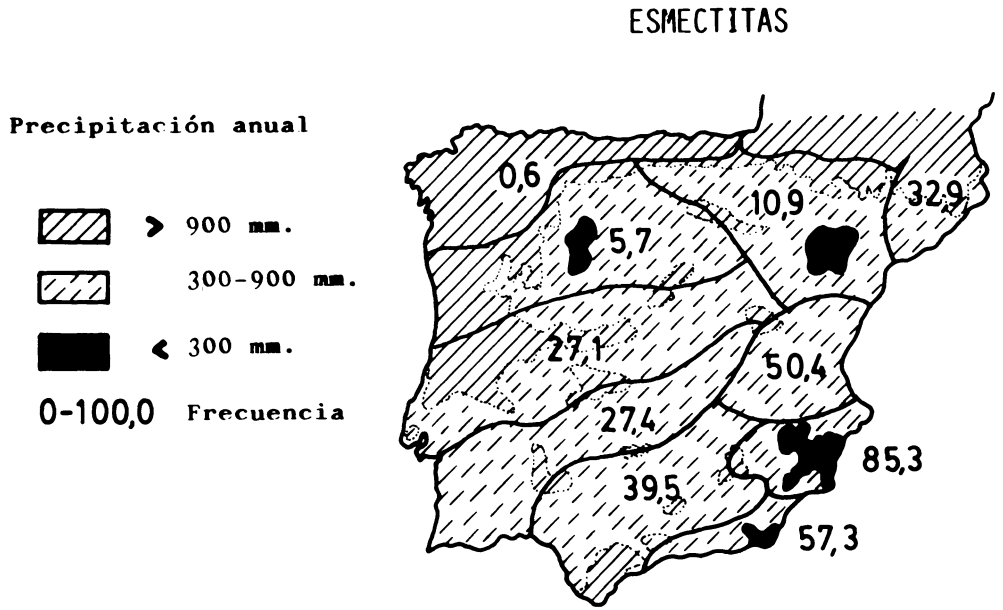 ESMECTITAS
Precipitación anual
> 900 mm.
300-900 mm.
< 300 mm.
0-100,0 Frecuencia
0,6
10,9
32,9
5,7
27,1
50,4
27,4
85,3
39,5
57,3